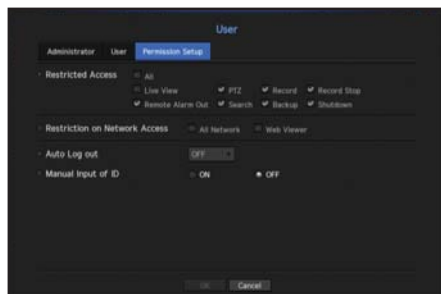 User
Administrator User Permission Setup
Restricted Access All
Live View PTZ Record Record Stop
Remote Alarm Out Search Backup Shutdown
Restriction on Network Access All Network Web Viewer
Auto Log out OFF
Manual Input of ID ON OFF
OK Cancel